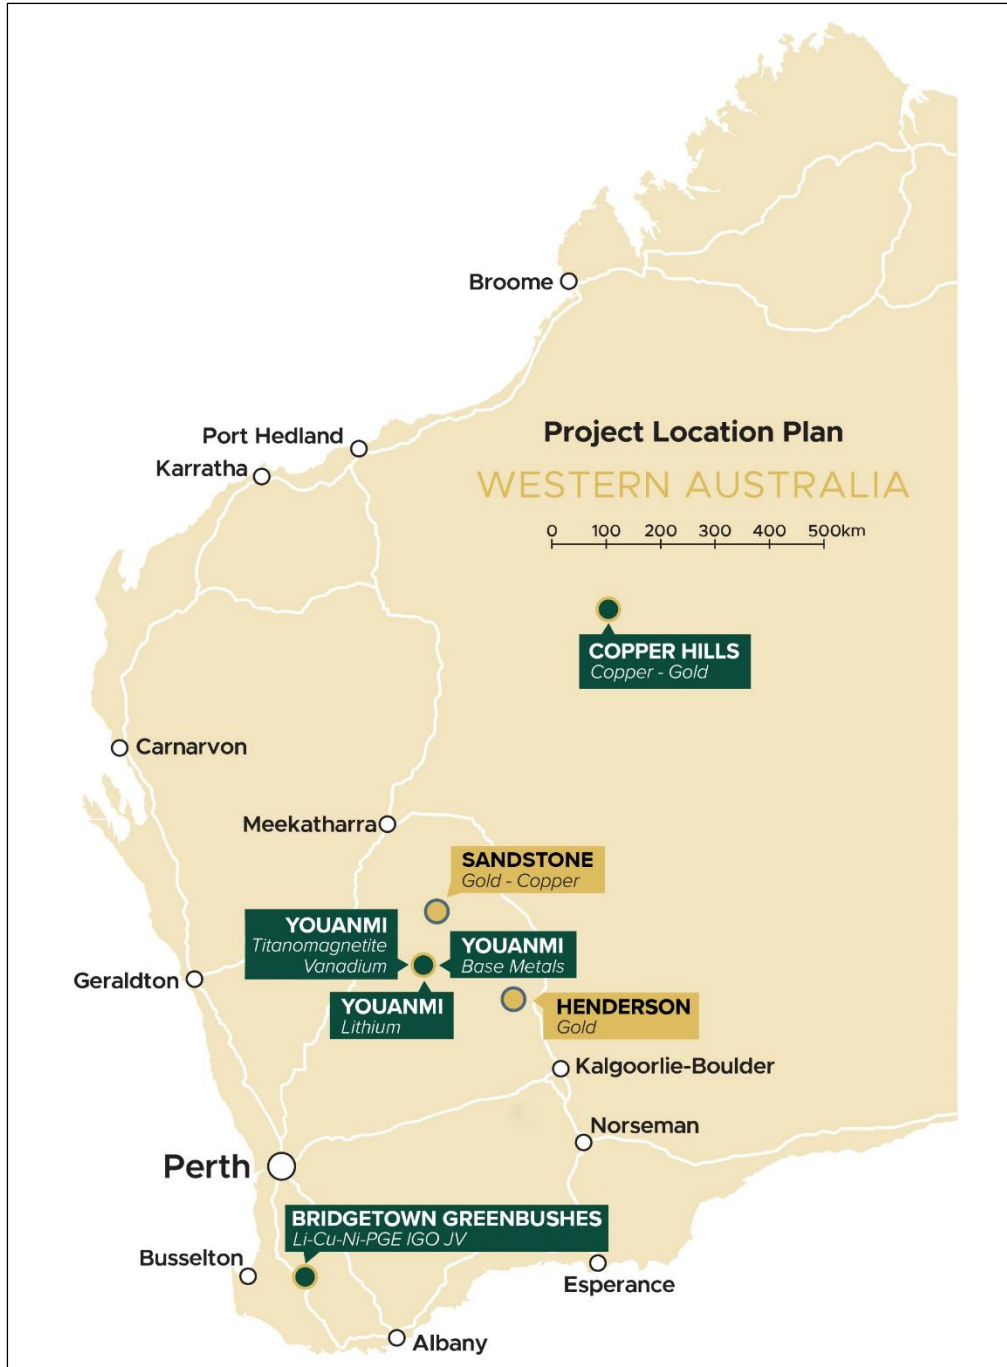 Broome
Project Location Plan
WESTERN AUSTRALIA
0 100 200 300 400 500km
Port Hedland
Karratha
COPPER HILLS
Copper - Gold
Carnarvon
Meekatharra
SANDSTONE
Gold - Copper
YOUANMI
Titanomagnetite
Vanadium
YOUANMI
Base Metals
Geraldton
YOUANMI
Lithium
HENDERSON
Gold
Kalgoorlie-Boulder
Norseman
Perth
BRIDGETOWN GREENBUSHES
Li-Cu-Ni-PGE IGO JV
Busselton
Esperance
Albany